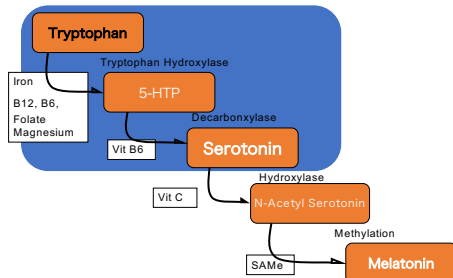 Tryptophan
Tryptophan Hydroxylase
Iron
B12, B6,
Folate
Magnesium
5-HTP
Decarbonxylase
Vit B6
Serotonin
Hydroxylase
Vit C
N-Acetyl Serotonin
Methylation
SAMe
Melatonin